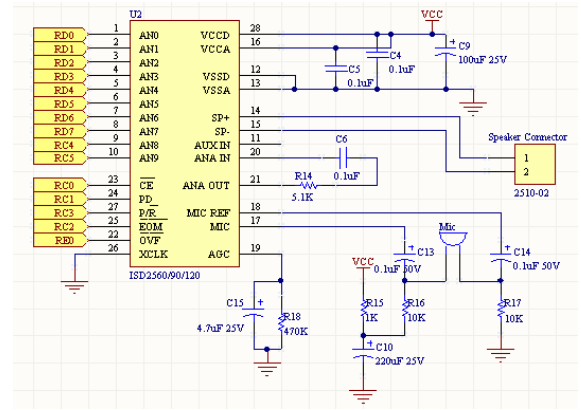 U2
VCC
RD0 1 AN0 VCCD 28
RD1 2 AN1 VCCA 16
RD2 3 AN2
RD3 4 AN3 VSSD 12
RD4 5 AN4 VSSA 13
RD5 6 AN5
RD6 7 AN6 SP+ 14
RD7 8 AN7 SP- 15
RC4 9 AN8 AUX IN 11
RC5 10 AN9 ANA IN 20
RC0 23 CE ANA OUT 21
RC1 24 PD
RC3 27 P/R MIC REF 18
RC2 25 EOM MIC 17
RE0 22 OVF
26 XCLK AGC 19
ISD2560/90/120
C5
0.1uF
C4
0.1uF
C9
100uF 25V
Speaker Connector
1
2
2510-02
C6
0.1uF
R14
5.1K
Mic
C13
0.1uF 50V
C14
0.1uF 50V
VCC
R15
1K
R16
10K
R17
10K
C15
4.7uF 25V
R18
470K
C10
220uF 25V